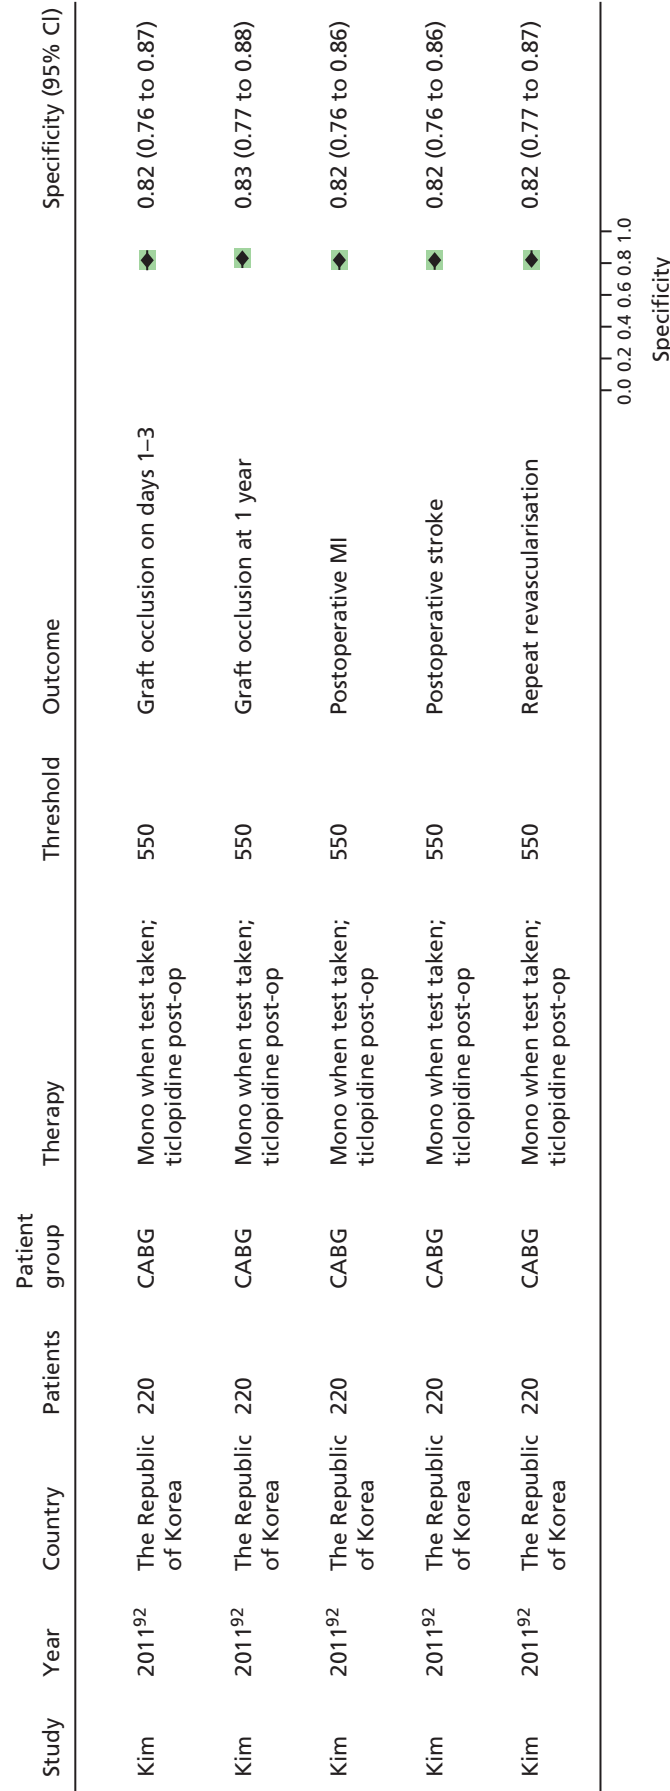 Study Year Country Patients Patient group Therapy Threshold Outcome Specificity (95% CI)
Kim 2011⁹² The Republic of Korea 220 CABG Mono when test taken; ticlopidine post-op 550 Graft occlusion on days 1–3 0.82 (0.76 to 0.87)
Kim 2011⁹² The Republic of Korea 220 CABG Mono when test taken; ticlopidine post-op 550 Graft occlusion at 1 year 0.83 (0.77 to 0.88)
Kim 2011⁹² The Republic of Korea 220 CABG Mono when test taken; ticlopidine post-op 550 Postoperative MI 0.82 (0.76 to 0.86)
Kim 2011⁹² The Republic of Korea 220 CABG Mono when test taken; ticlopidine post-op 550 Postoperative stroke 0.82 (0.76 to 0.86)
Kim 2011⁹² The Republic of Korea 220 CABG Mono when test taken; ticlopidine post-op 550 Repeat revascularisation 0.82 (0.77 to 0.87)
0.0 0.2 0.4 0.6 0.8 1.0
Specificity